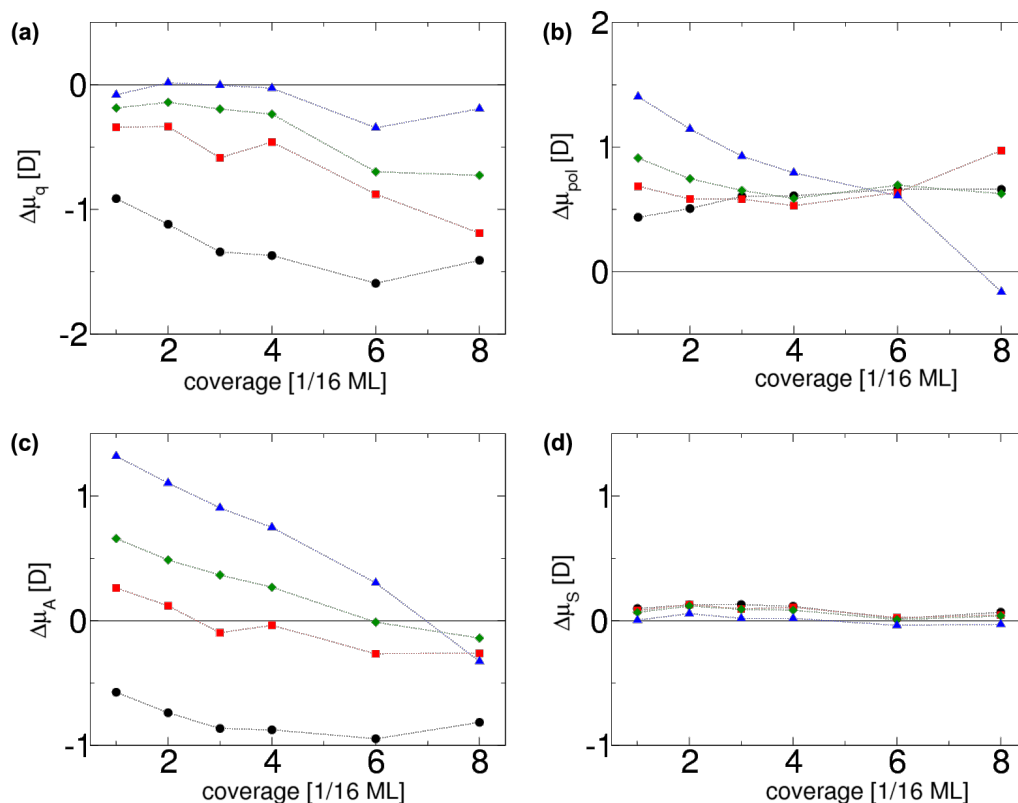 (a)
0
-1
-2
Δμq [D]
2 4 6 8
coverage [1/16 ML]
(b)
2
1
0
Δμpol [D]
2 4 6 8
coverage [1/16 ML]
(c)
1
0
-1
ΔμA [D]
2 4 6 8
coverage [1/16 ML]
(d)
1
0
-1
ΔμS [D]
2 4 6 8
coverage [1/16 ML]